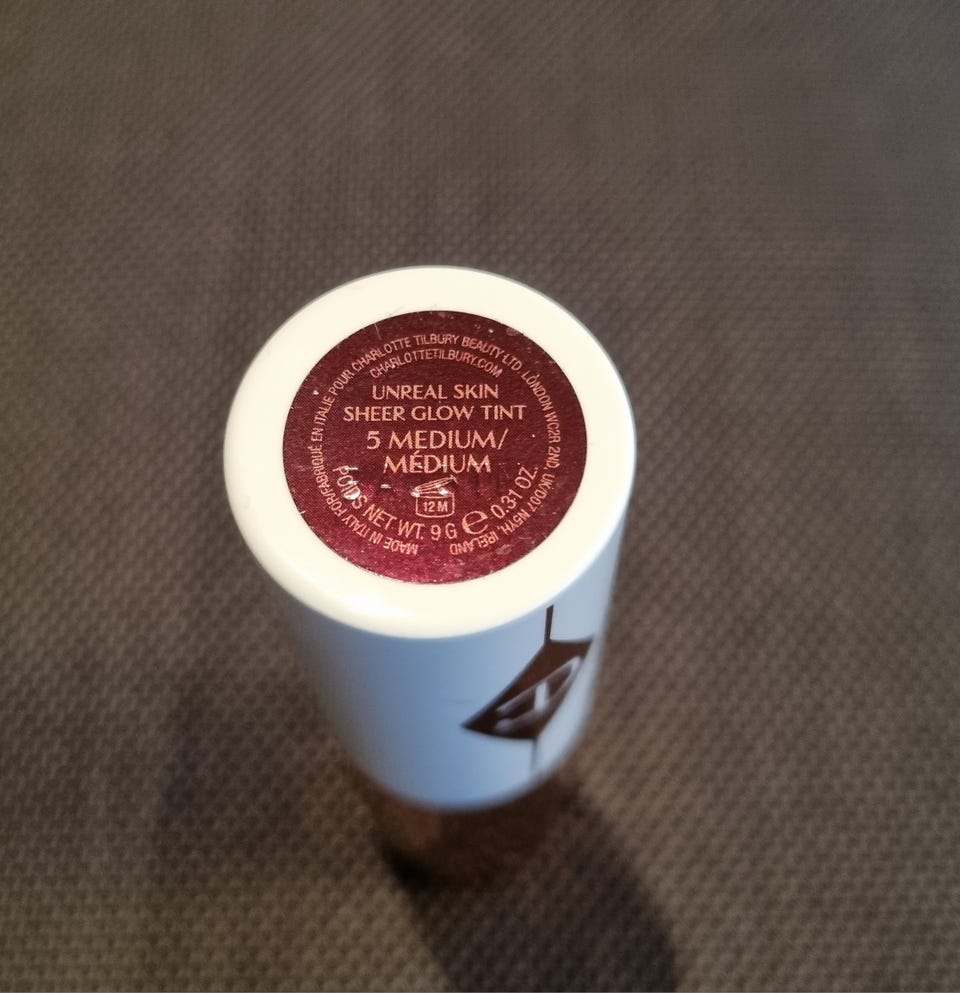 MADE IN ITALY POR/FABRIQUÉ EN ITALIE POUR CHARLOTTE TILBURY BEAUTY LTD. LONDON WC2R 2ND, UK/D07 N5YH, IRELAND
CHARLOTTETILBURY.COM
UNREAL SKIN
SHEER GLOW TINT
5 MEDIUM/
MÉDIUM
12 M
POIDS NET WT. 9 G e 0.31 OZ.